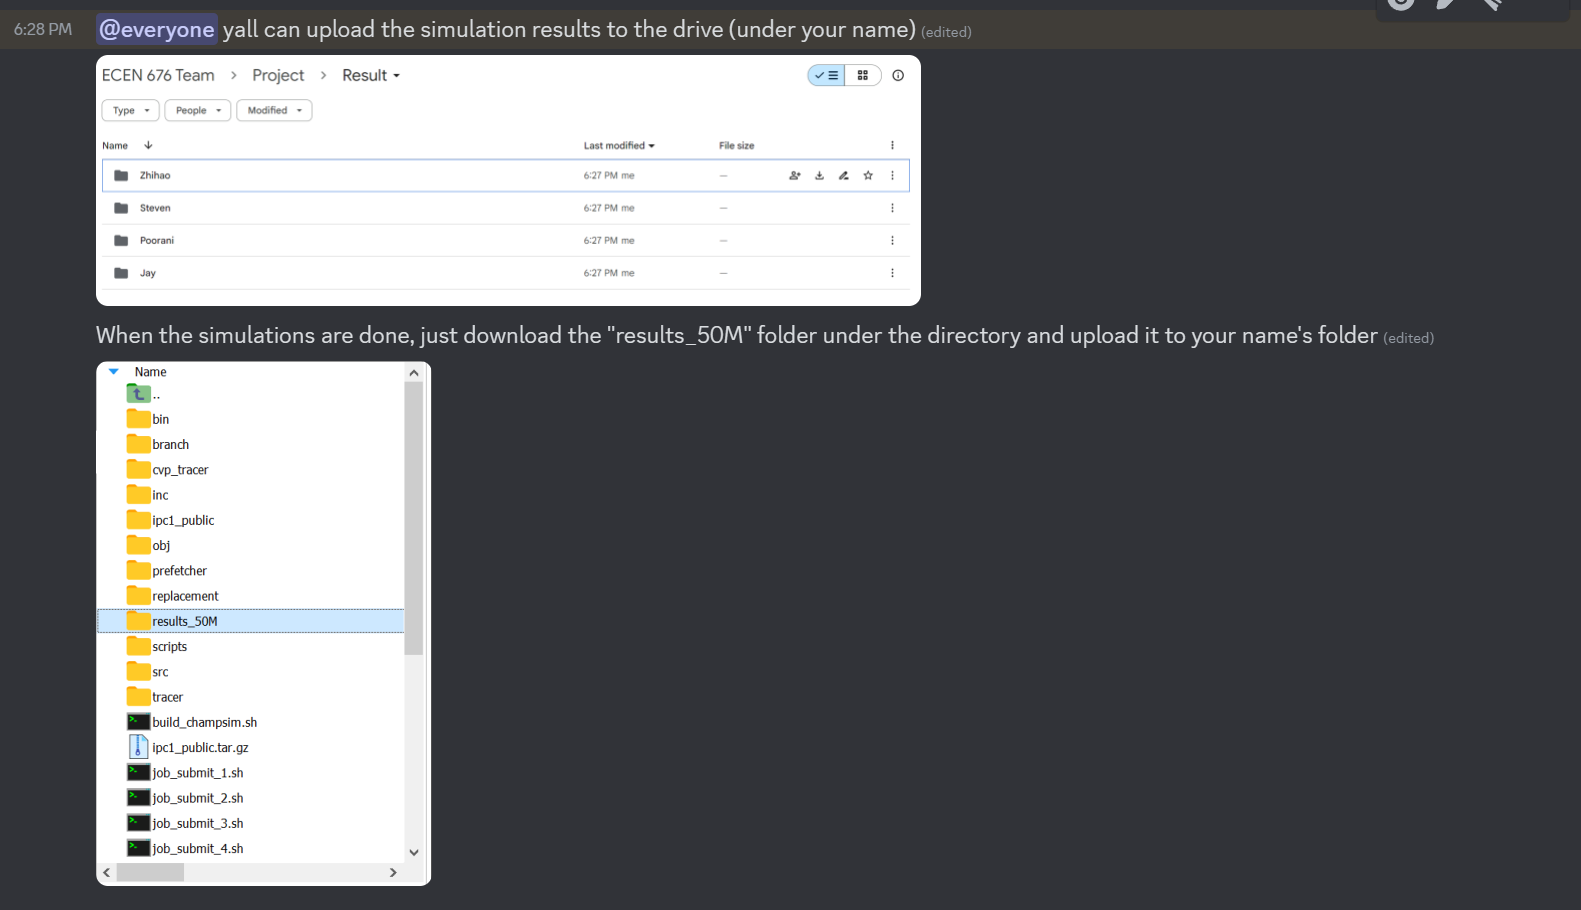 6:28 PM @everyone yall can upload the simulation results to the drive (under your name) (edited)
ECEN 676 Team > Project > Result
Type People Modified
Name Last modified File size
Zhihao 6:27 PM me —
Steven 6:27 PM me —
Poorani 6:27 PM me —
Jay 6:27 PM me —
When the simulations are done, just download the "results_50M" folder under the directory and upload it to your name's folder (edited)
Name
..
bin
branch
cvp_tracer
inc
ipc1_public
obj
prefetcher
replacement
results_50M
scripts
src
tracer
build_champsim.sh
ipc1_public.tar.gz
job_submit_1.sh
job_submit_2.sh
job_submit_3.sh
job_submit_4.sh